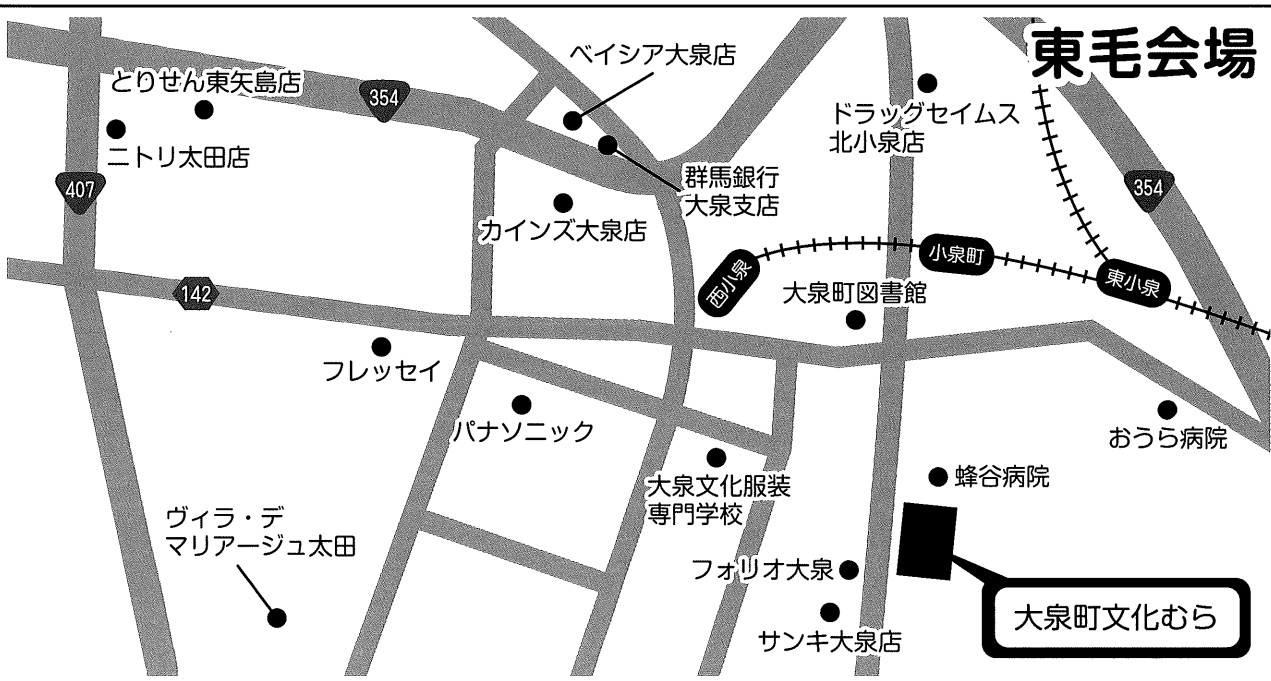 東毛会場
ベイシア大泉店
とりせん東矢島店
354
ドラッグセイムス
北小泉店
ニトリ太田店
407
群馬銀行
大泉支店
354
カインズ大泉店
小泉町
西小泉
東小泉
142
大泉町図書館
フレッセイ
パナソニック
おうら病院
大泉文化服装
専門学校
蜂谷病院
ヴィラ・デ
マリアージュ太田
フォリオ大泉
サンキ大泉店
大泉町文化むら